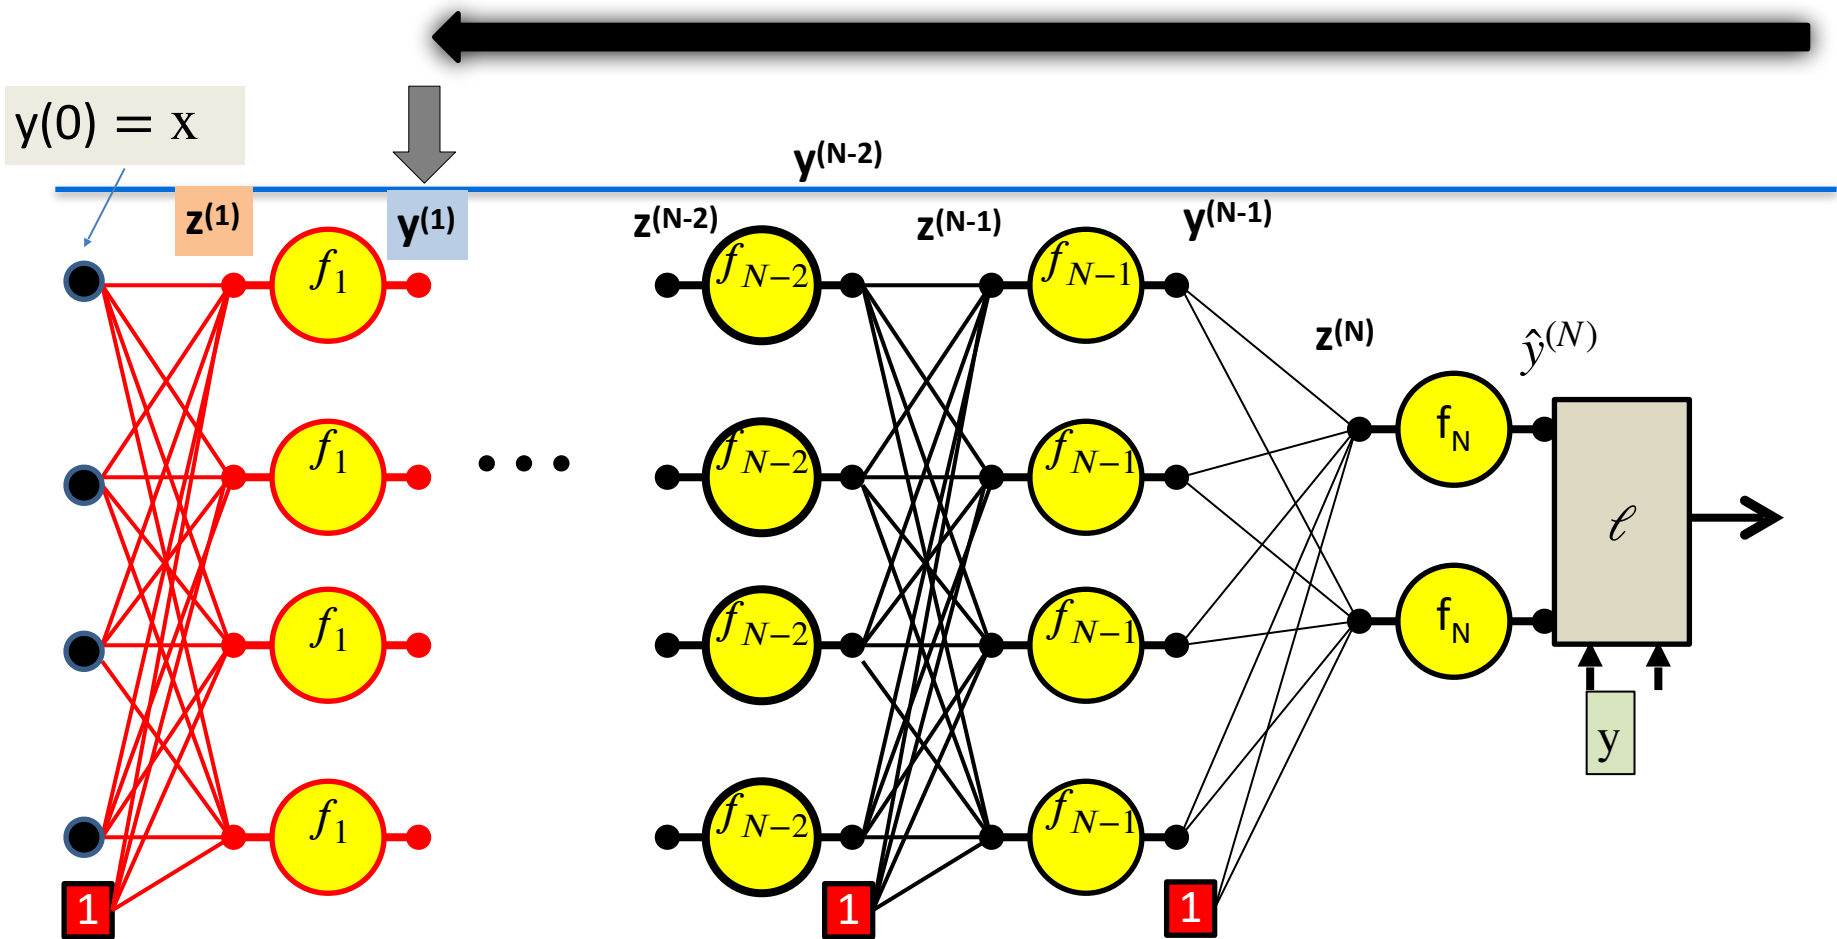 y(0) = x
y(N-2)
z(1)
y(1)
z(N-2)
z(N-1)
y(N-1)
f1
fN−2
fN−1
z(N)
ŷ(N)
fN
f1
fN−2
fN−1
ℓ
f1
fN−2
fN−1
fN
y
f1
fN−2
fN−1
1
1
1